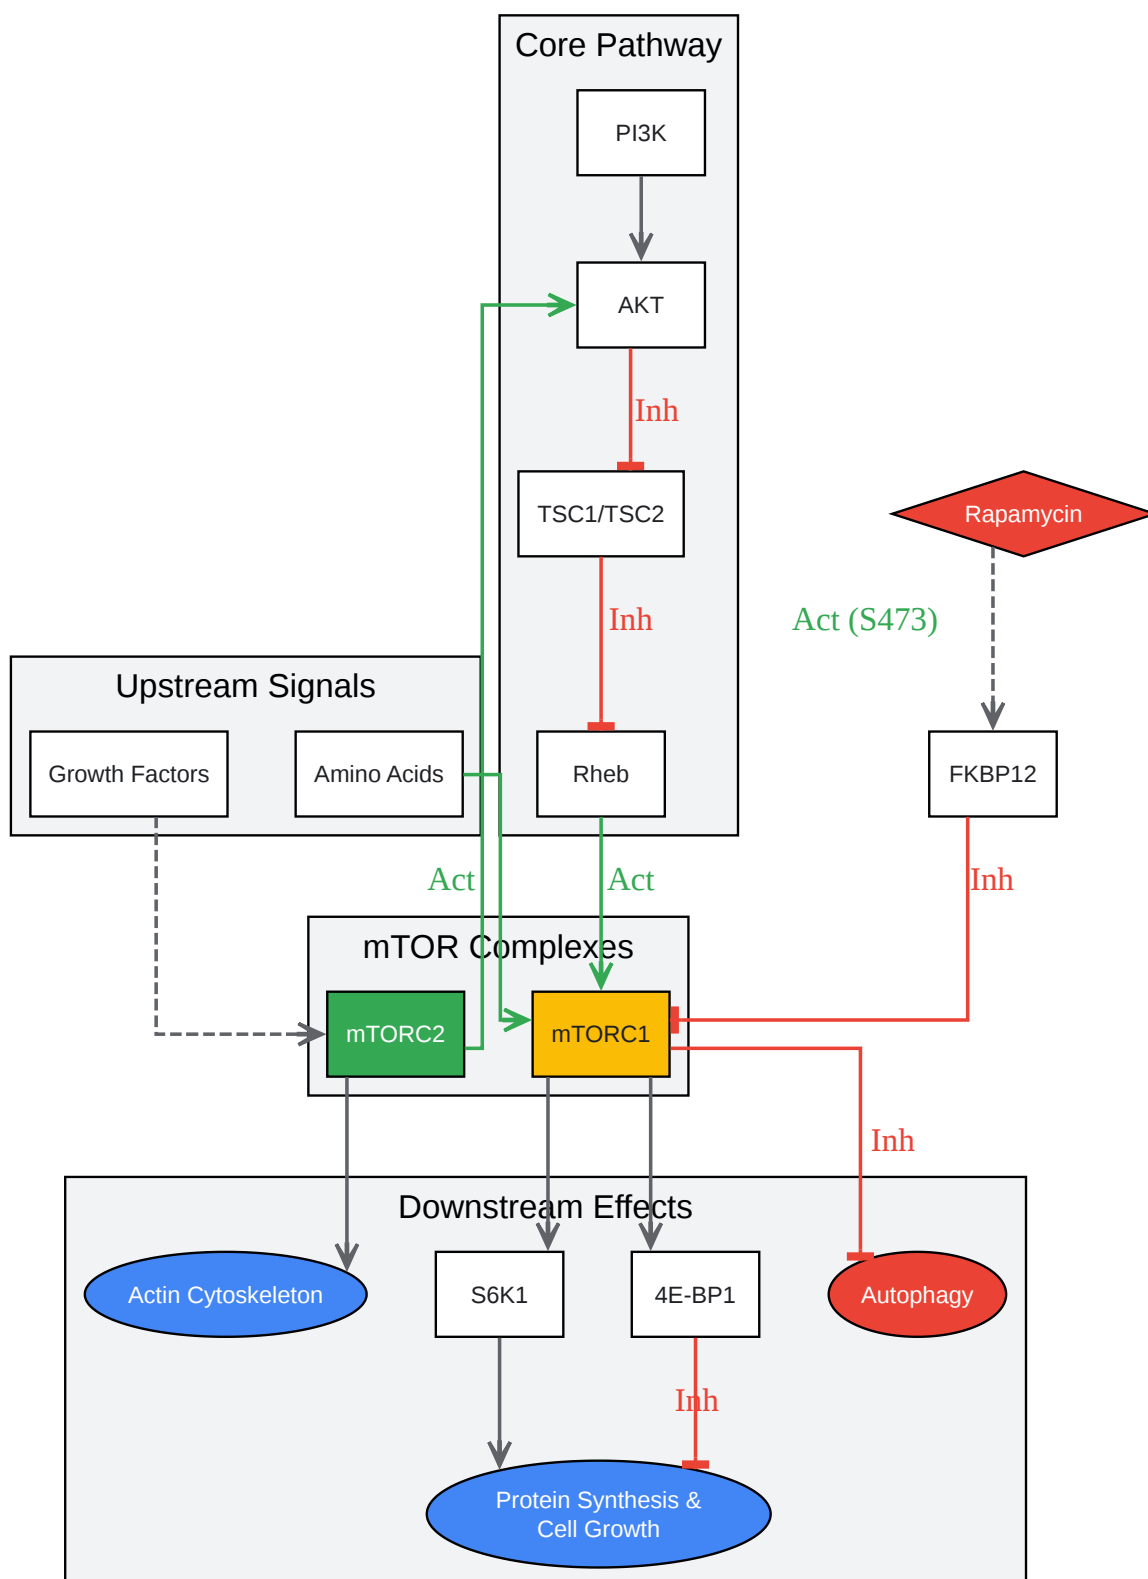 Core Pathway
PI3K
AKT
Inh
TSC1/TSC2
Rapamycin
Inh
Act (S473)
Upstream Signals
Growth Factors
Amino Acids
Rheb
FKBP12
Act
Act
Inh
mTOR Complexes
mTORC2
mTORC1
Inh
Downstream Effects
Actin Cytoskeleton
S6K1
4E-BP1
Autophagy
Inh
Protein Synthesis &
Cell Growth